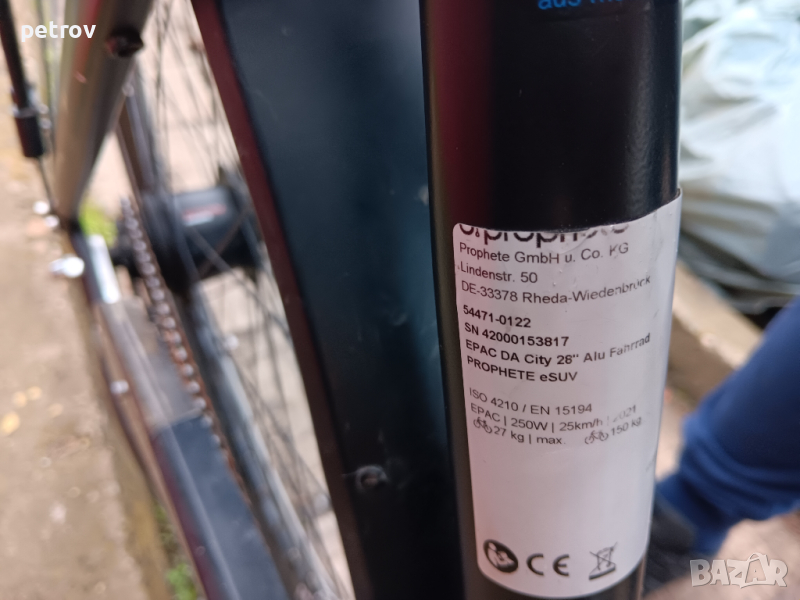 petrov
Prophete GmbH u. Co. KG
Lindenstr. 50
DE-33378 Rheda-Wiedenbrück
54471-0122
SN 42000153817
EPAC DA City 28" Alu Fahrrad
PROPHETE eSUV
ISO 4210 / EN 15194
EPAC | 250W | 25km/h | 2021
27 kg | max. 150 kg
CE
BAZAR